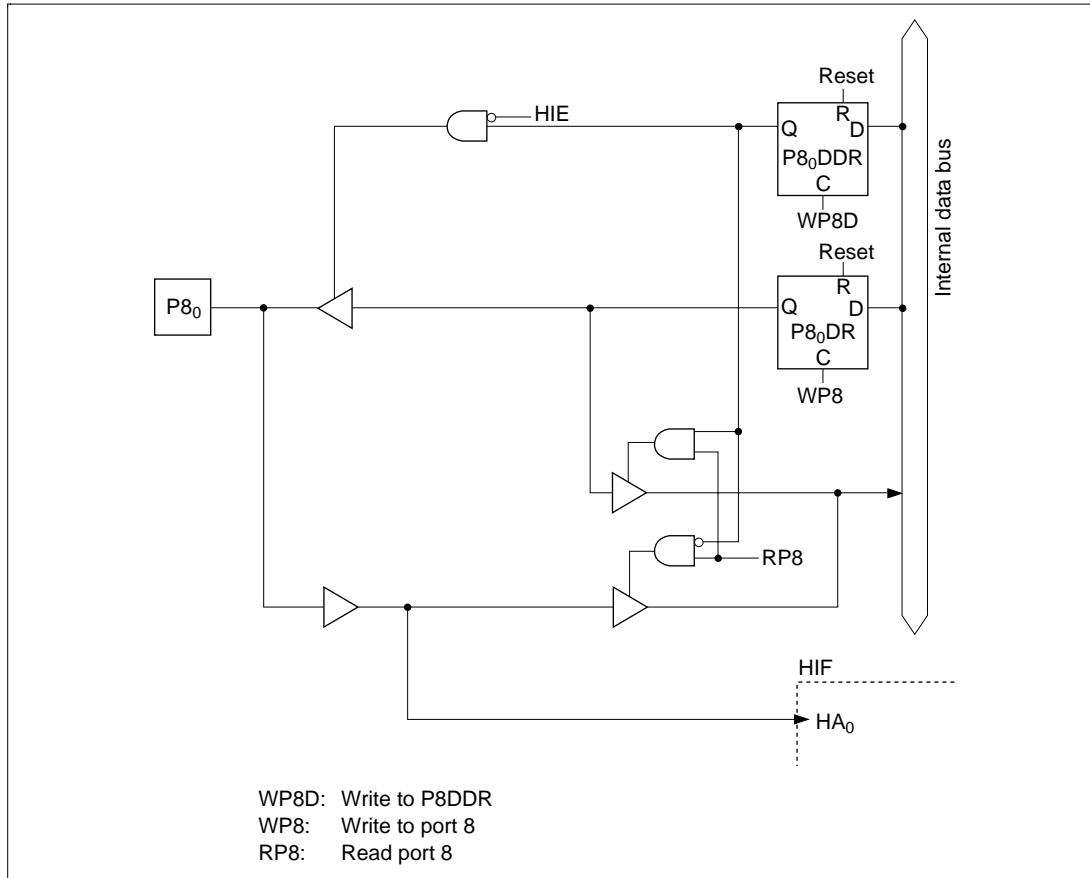 Reset
HIE
R
Q
D
P8₀DDR
C
WP8D
Internal data bus
Reset
R
P8₀
Q
D
P8₀DR
C
WP8
RP8
HIF
HA₀
WP8D: Write to P8DDR
WP8: Write to port 8
RP8: Read port 8